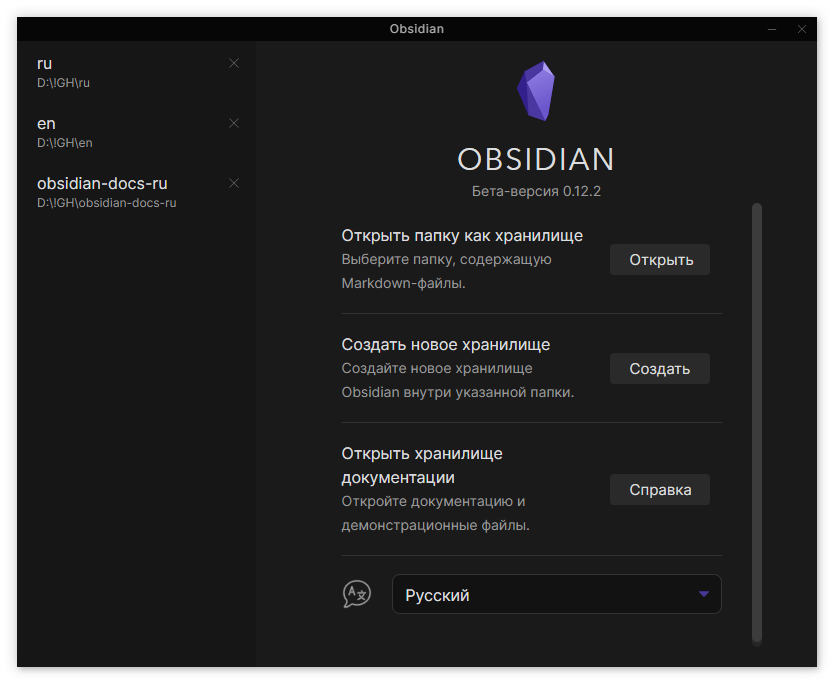 Obsidian
ru
D:\!GH\ru
en
D:\!GH\en
obsidian-docs-ru
D:\!GH\obsidian-docs-ru
OBSIDIAN
Бета-версия 0.12.2
Открыть папку как хранилище
Выберите папку, содержащую
Markdown-файлы.
Открыть
Создать новое хранилище
Создайте новое хранилище
Obsidian внутри указанной папки.
Создать
Открыть хранилище
документации
Откройте документацию и
демонстрационные файлы.
Справка
Русский